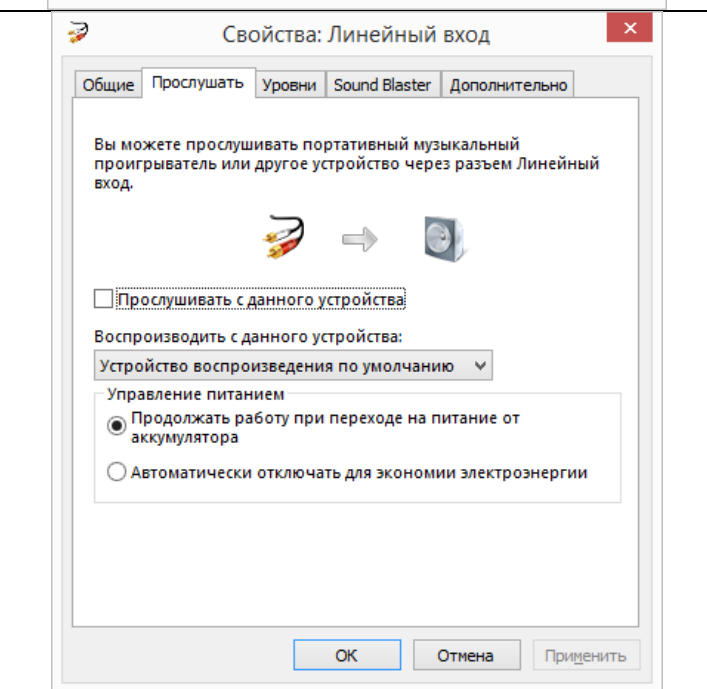 Свойства: Линейный вход
Общие
Прослушать
Уровни
Sound Blaster
Дополнительно
Вы можете прослушивать портативный музыкальный
проигрыватель или другое устройство через разъем Линейный
вход.
Прослушивать с данного устройства
Воспроизводить с данного устройства:
Устройство воспроизведения по умолчанию
Управление питанием
Продолжать работу при переходе на питание от
аккумулятора
Автоматически отключать для экономии электроэнергии
OK
Отмена
Применить